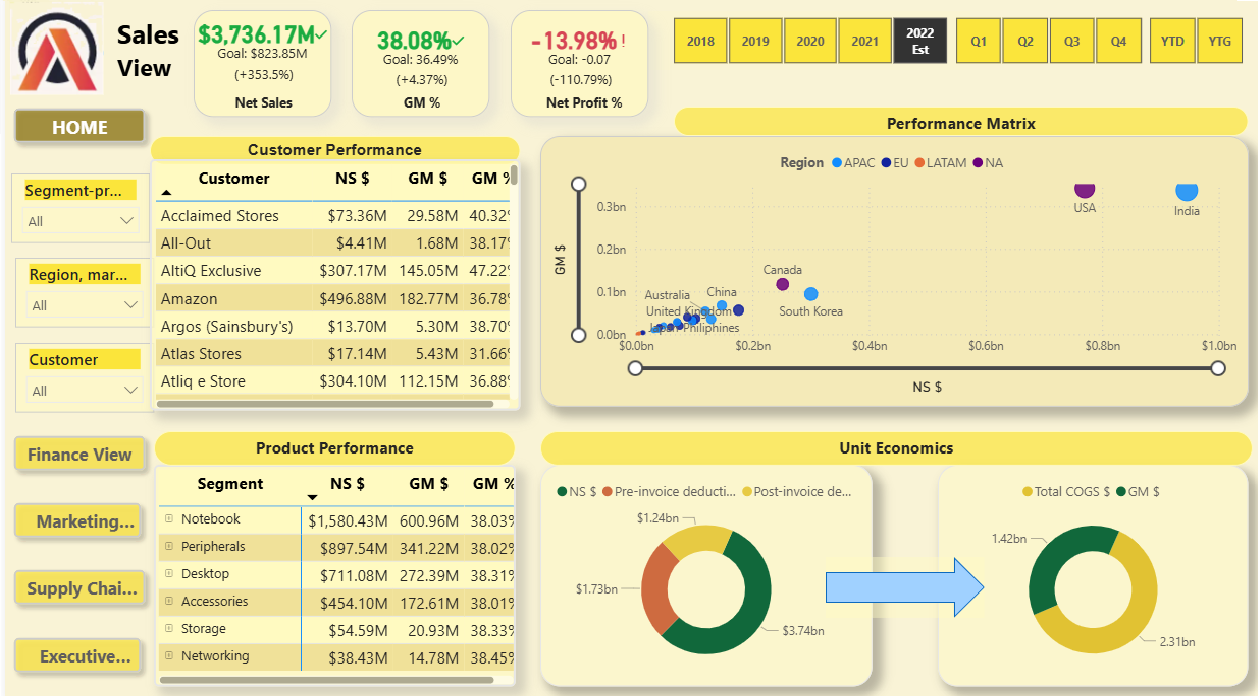 Sales
View
$3,736.17M✓
Goal: $823.85M
(+353.5%)
Net Sales
38.08%✓
Goal: 36.49%
(+4.37%)
GM %
-13.98%!
Goal: -0.07
(-110.79%)
Net Profit %
2018 2019 2020 2021 2022 Est Q1 Q2 Q3 Q4 YTD YTG
HOME
Segment-pr...
All
Region, mar...
All
Customer
All
Finance View
Marketing...
Supply Chai...
Executive...
Customer Performance
Customer NS $ GM $ GM %
Acclaimed Stores $73.36M 29.58M 40.32%
All-Out $4.41M 1.68M 38.17%
AltiQ Exclusive $307.17M 145.05M 47.22%
Amazon $496.88M 182.77M 36.78%
Argos (Sainsbury's) $13.70M 5.30M 38.70%
Atlas Stores $17.14M 5.43M 31.66%
Atliq e Store $304.10M 112.15M 36.88%
Performance Matrix
Region APAC EU LATAM NA
GM $
0.3bn
0.2bn
0.1bn
0.0bn
USA
India
Canada
South Korea
Australia
China
United Kingdom
Japan Philiphines
$0.0bn $0.2bn $0.4bn $0.6bn $0.8bn $1.0bn
NS $
Product Performance
Segment NS $ GM $ GM %
Notebook $1,580.43M 600.96M 38.03%
Peripherals $897.54M 341.22M 38.02%
Desktop $711.08M 272.39M 38.31%
Accessories $454.10M 172.61M 38.01%
Storage $54.59M 20.93M 38.33%
Networking $38.43M 14.78M 38.45%
Unit Economics
NS $ Pre-invoice deducti... Post-invoice de...
$1.24bn
$1.73bn
$3.74bn
Total COGS $ GM $
1.42bn
2.31bn